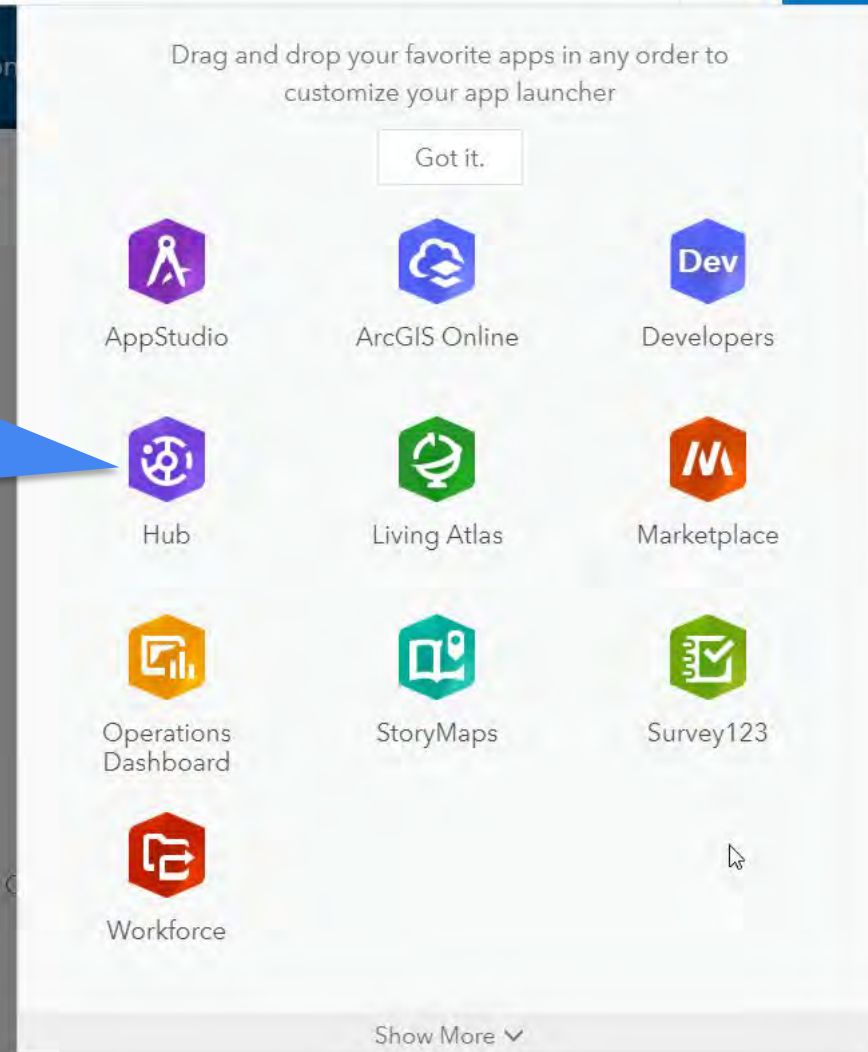 Drag and drop your favorite apps in any order to
customize your app launcher
Got it.
Dev
AppStudio
ArcGIS Online
Developers
Hub
Living Atlas
Marketplace
Operations
Dashboard
StoryMaps
Survey123
Workforce
Show More